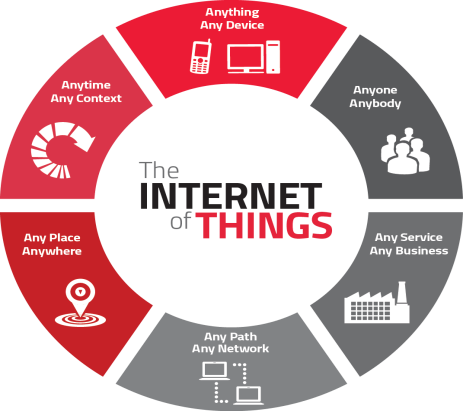 Anything
Any Device
Anyone
Anybody
Any Service
Any Business
Any Path
Any Network
Any Place
Anywhere
Anytime
Any Context
The
INTERNET
of THINGS